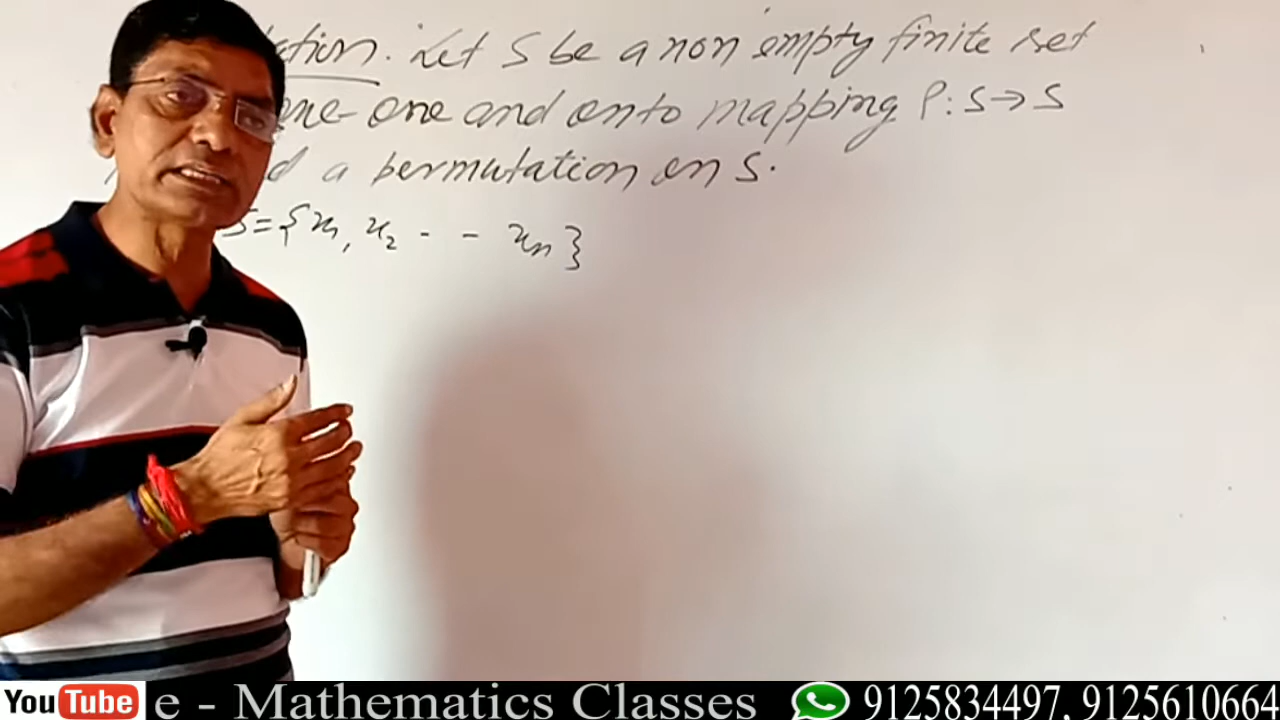 tation. Let S be a non empty finite set
one-one and onto mapping P: S→S
d a permutation on S.
S={x₁, x₂ - - xₙ}
YouTube e - Mathematics Classes 9125834497, 9125610664